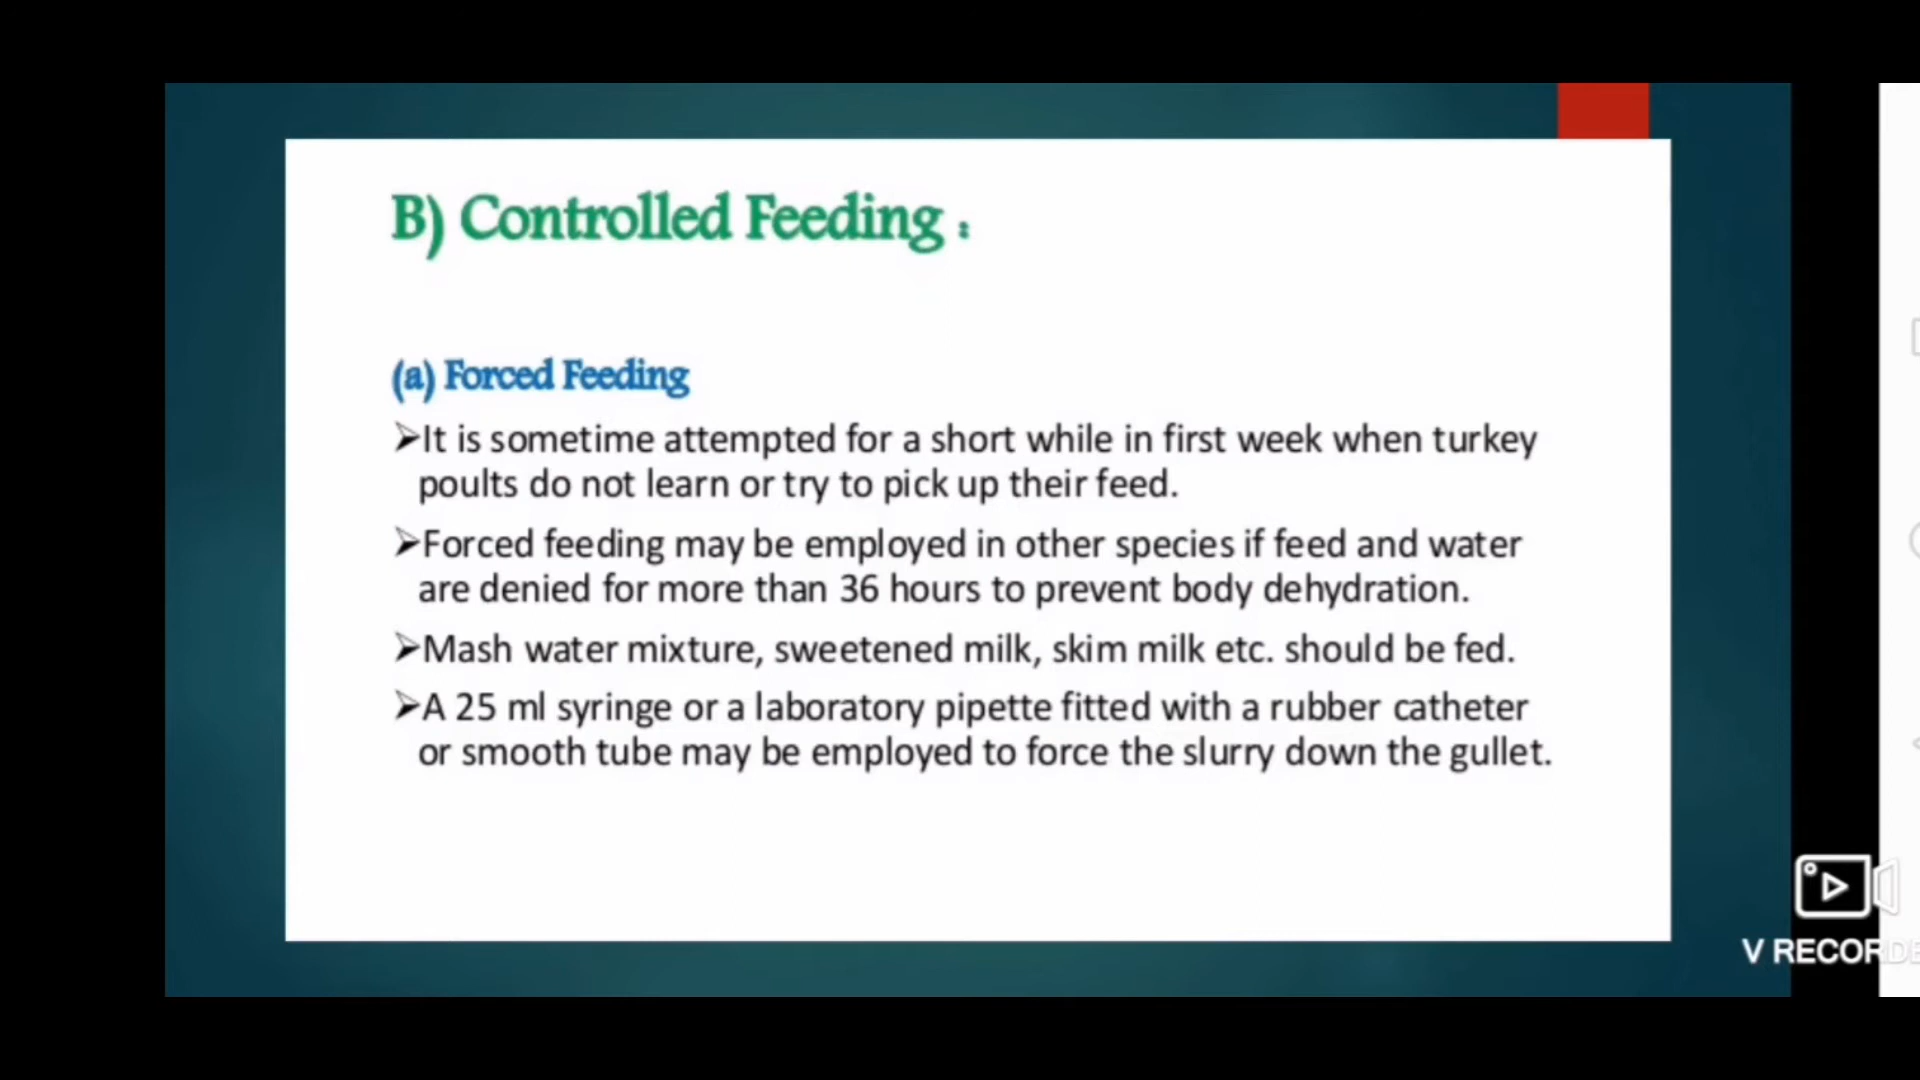 B) Controlled Feeding :
(a) Forced Feeding
➢It is sometime attempted for a short while in first week when turkey
poults do not learn or try to pick up their feed.
➢Forced feeding may be employed in other species if feed and water
are denied for more than 36 hours to prevent body dehydration.
➢Mash water mixture, sweetened milk, skim milk etc. should be fed.
➢A 25 ml syringe or a laboratory pipette fitted with a rubber catheter
or smooth tube may be employed to force the slurry down the gullet.
V RECORDE